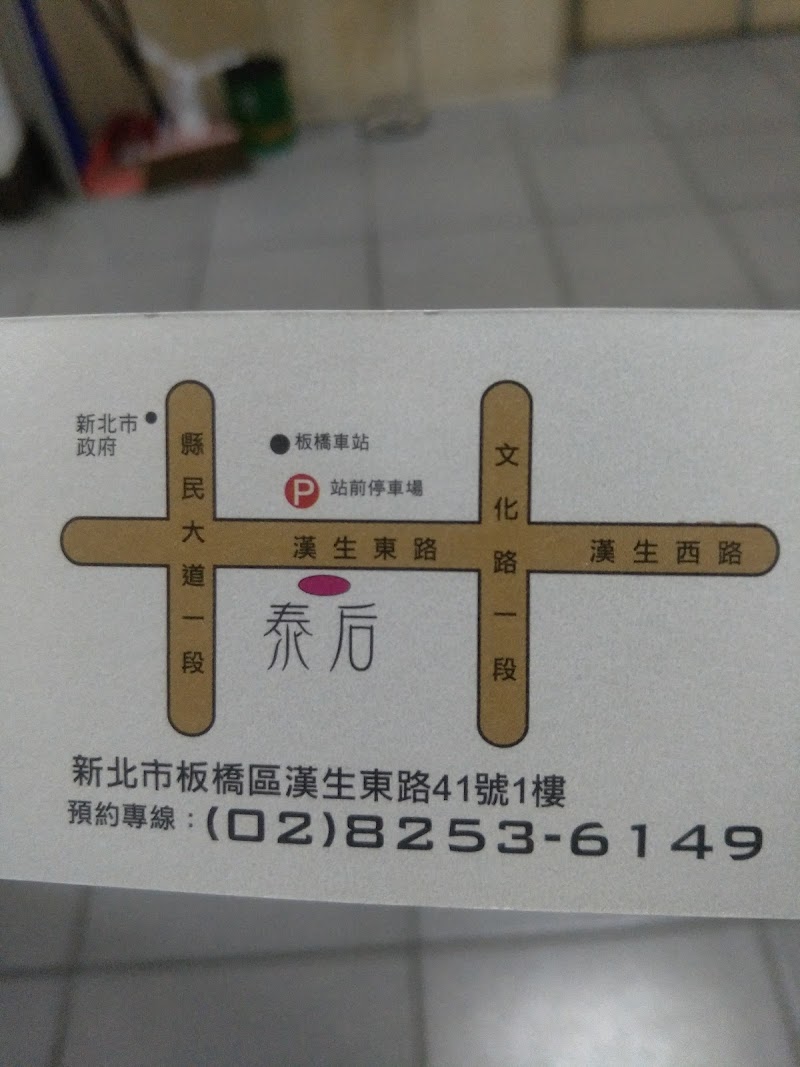 新北市
政府
縣民大道一段
板橋車站
P 站前停車場
文化路一段
漢生東路
漢生西路
泰后
新北市板橋區漢生東路41號1樓
預約專線：(02)8253-6149